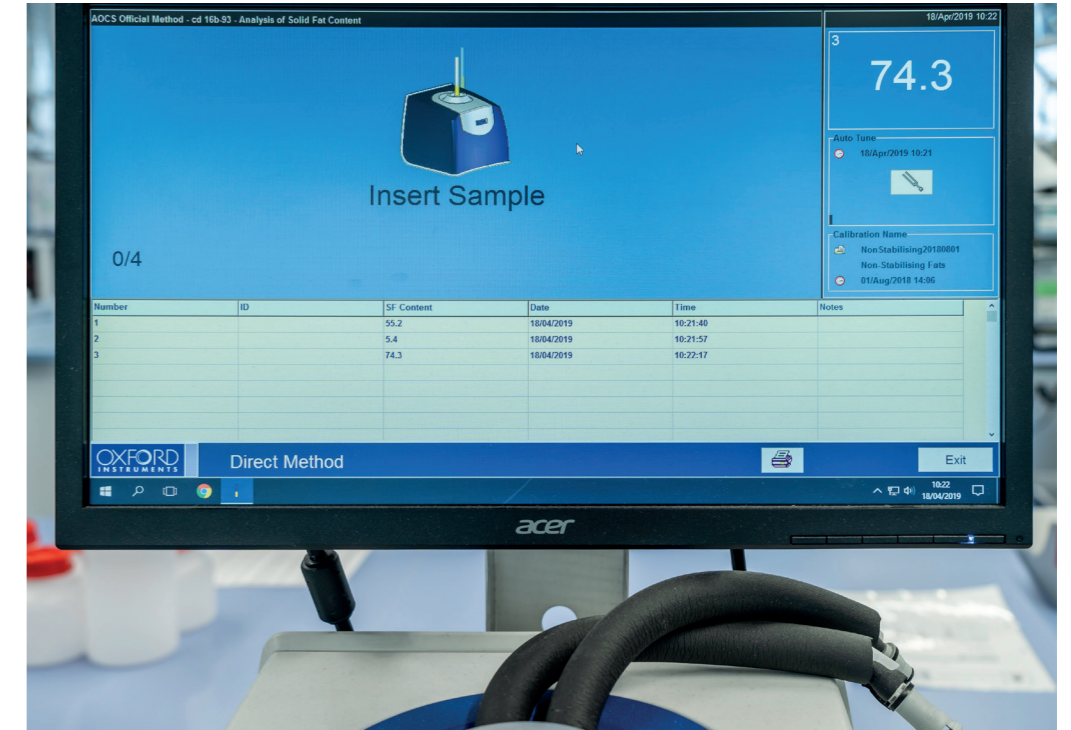 AOCS Official Method - cd 16b-93 - Analysis of Solid Fat Content
18/Apr/2019 10:22
3
74.3
Insert Sample
0/4
Auto Tune
18/Apr/2019 10:21
Calibration Name
NonStabilising20180801
Non-Stabilising Fats
01/Aug/2018 14:06
Number ID SF Content Date Time Notes
1 55.2 18/04/2019 10:21:40
2 5.4 18/04/2019 10:21:57
3 74.3 18/04/2019 10:22:17
OXFORD
INSTRUMENTS
Direct Method
Exit
10:22
18/04/2019
acer